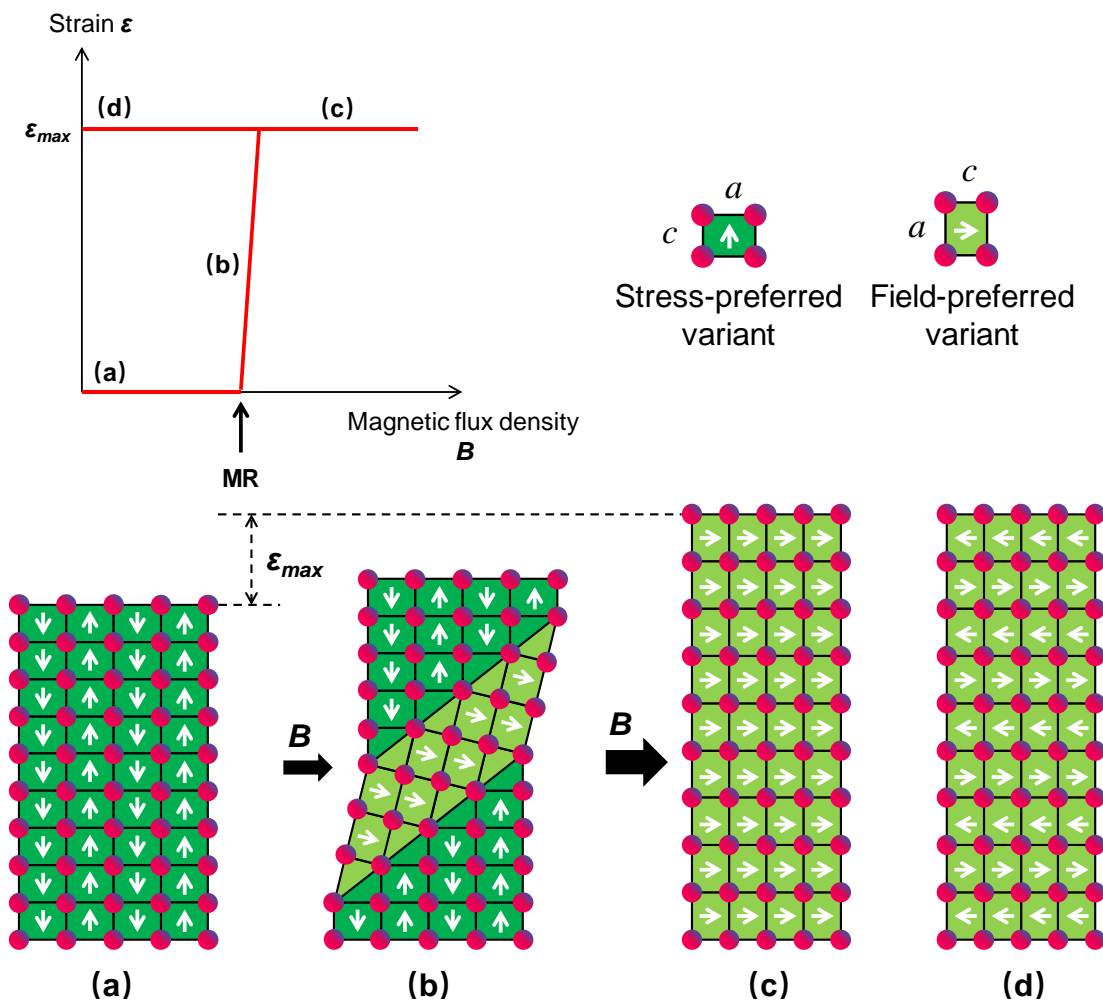 Strain ε
(d)
(c)
εmax
(b)
(a)
Magnetic flux density
B
MR
a
c
c
a
Stress-preferred
variant
Field-preferred
variant
εmax
B
B
(a)
(b)
(c)
(d)